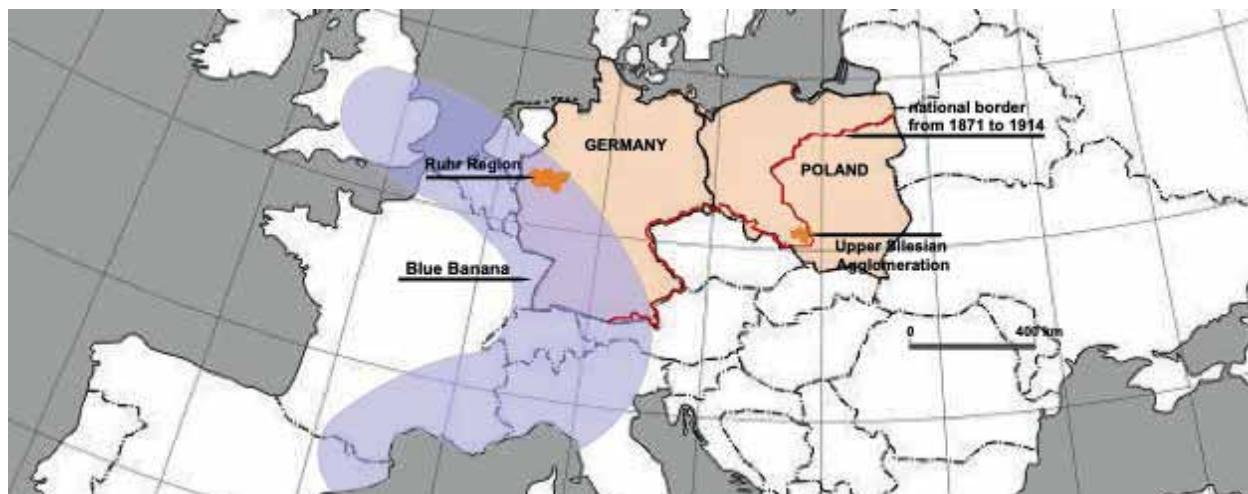 national border
from 1871 to 1914
GERMANY
Ruhr Region
POLAND
Upper Silesian
Agglomeration
Blue Banana
0 400 km